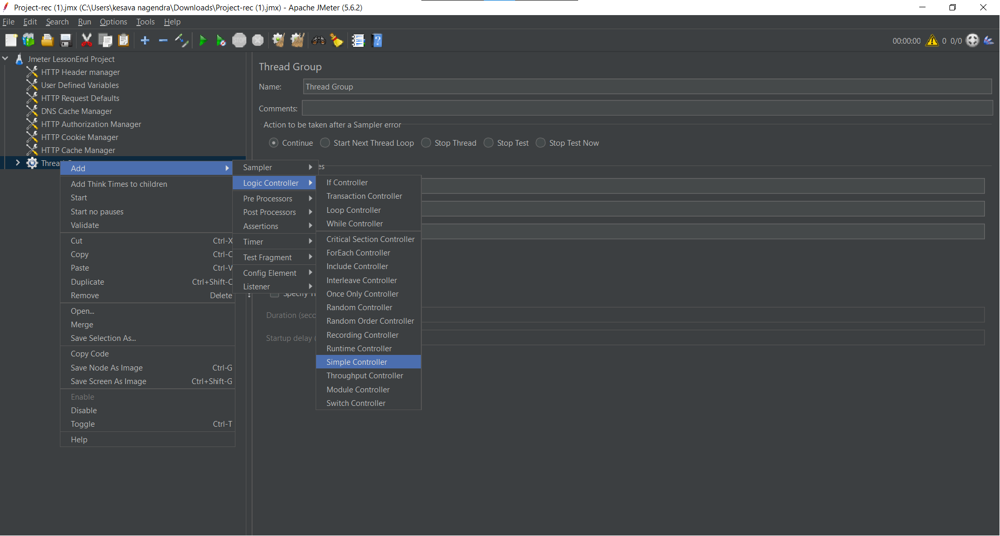 Project-rec (1).jmx (C:\Users\kesava nagendra\Downloads\Project-rec (1).jmx) - Apache JMeter (5.6.2)
File Edit Search Run Options Tools Help
STOP
00:00:00 0 0/0
Jmeter LessonEnd Project
HTTP Header manager
User Defined Variables
HTTP Request Defaults
DNS Cache Manager
HTTP Authorization Manager
HTTP Cookie Manager
HTTP Cache Manager
Threa
Add
Add Think Times to children
Start
Start no pauses
Validate
Cut Ctrl-X
Copy Ctrl-C
Paste Ctrl-V
Duplicate Ctrl+Shift-C
Remove Delete
Open...
Merge
Save Selection As...
Copy Code
Save Node As Image Ctrl-G
Save Screen As Image Ctrl+Shift-G
Enable
Disable
Toggle Ctrl-T
Help
Sampler
Logic Controller
Pre Processors
Post Processors
Assertions
Timer
Test Fragment
Config Element
Listener
If Controller
Transaction Controller
Loop Controller
While Controller
Critical Section Controller
ForEach Controller
Include Controller
Interleave Controller
Once Only Controller
Random Controller
Random Order Controller
Recording Controller
Runtime Controller
Simple Controller
Throughput Controller
Module Controller
Switch Controller
Thread Group
Name: Thread Group
Comments:
Action to be taken after a Sampler error
Continue Start Next Thread Loop Stop Thread Stop Test Stop Test Now
es
Specify
Duration (seco
Startup delay (